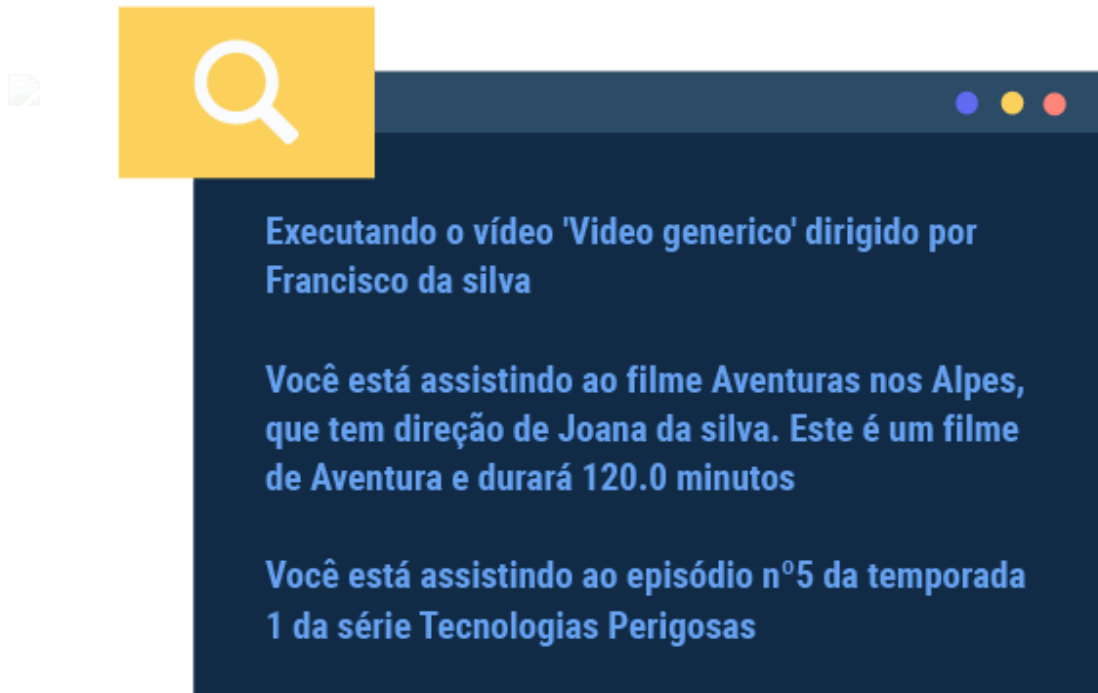 Executando o vídeo 'Video generico' dirigido por
Francisco da silva
Você está assistindo ao filme Aventuras nos Alpes,
que tem direção de Joana da silva. Este é um filme
de Aventura e durará 120.0 minutos
Você está assistindo ao episódio nº5 da temporada
1 da série Tecnologias Perigosas